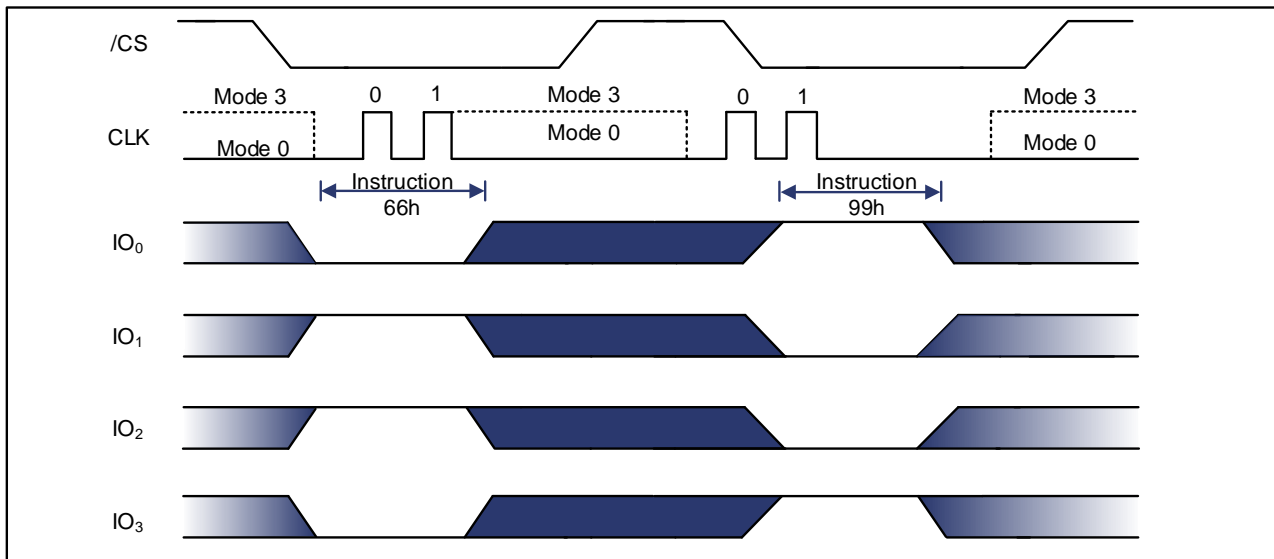 /CS
Mode 3 0 1 Mode 3 0 1 Mode 3
CLK Mode 0 Mode 0 Mode 0
Instruction Instruction
66h 99h
IO₀
IO₁
IO₂
IO₃